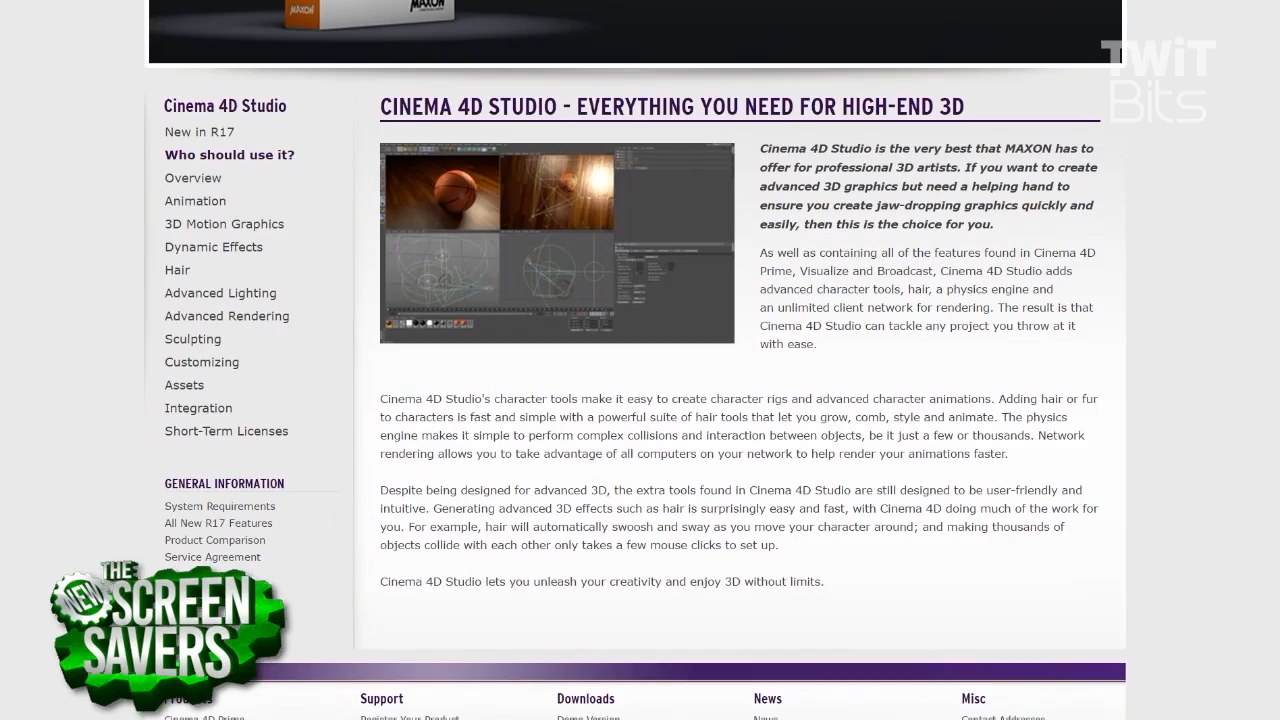 MAXON
MAXON
TWiT
Bits
Cinema 4D Studio
New in R17
Who should use it?
Overview
Animation
3D Motion Graphics
Dynamic Effects
Hair
Advanced Lighting
Advanced Rendering
Sculpting
Customizing
Assets
Integration
Short-Term Licenses
GENERAL INFORMATION
System Requirements
All New R17 Features
Product Comparison
Service Agreement
CINEMA 4D STUDIO - EVERYTHING YOU NEED FOR HIGH-END 3D
Cinema 4D Studio is the very best that MAXON has to
offer for professional 3D artists. If you want to create
advanced 3D graphics but need a helping hand to
ensure you create jaw-dropping graphics quickly and
easily, then this is the choice for you.
As well as containing all of the features found in Cinema 4D
Prime, Visualize and Broadcast, Cinema 4D Studio adds
advanced character tools, hair, a physics engine and
an unlimited client network for rendering. The result is that
Cinema 4D Studio can tackle any project you throw at it
with ease.
Cinema 4D Studio's character tools make it easy to create character rigs and advanced character animations. Adding hair or fur
to characters is fast and simple with a powerful suite of hair tools that let you grow, comb, style and animate. The physics
engine makes it simple to perform complex collisions and interaction between objects, be it just a few or thousands. Network
rendering allows you to take advantage of all computers on your network to help render your animations faster.
Despite being designed for advanced 3D, the extra tools found in Cinema 4D Studio are still designed to be user-friendly and
intuitive. Generating advanced 3D effects such as hair is surprisingly easy and fast, with Cinema 4D doing much of the work for
you. For example, hair will automatically swoosh and sway as you move your character around; and making thousands of
objects collide with each other only takes a few mouse clicks to set up.
Cinema 4D Studio lets you unleash your creativity and enjoy 3D without limits.
THE
NEW SCREEN
SAVERS
Support
Downloads
News
Misc
Cinema 4D Prime
Register Your Product
Demo Version
News
Contact Addresses